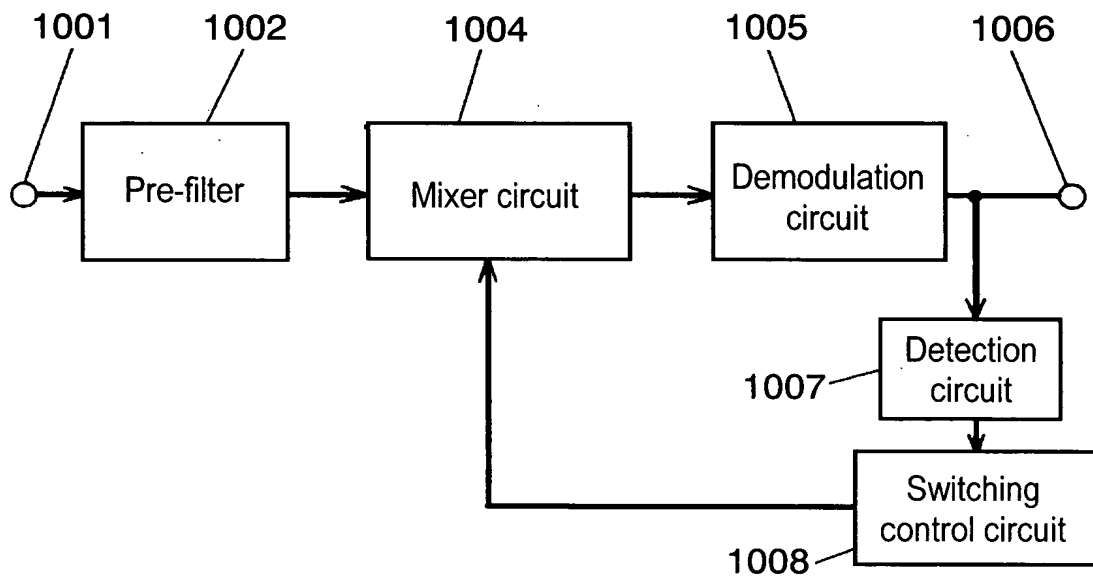 1001
1002
1004
1005
1006
Pre-filter
Mixer circuit
Demodulation
circuit
Detection
circuit
1007
Switching
control circuit
1008